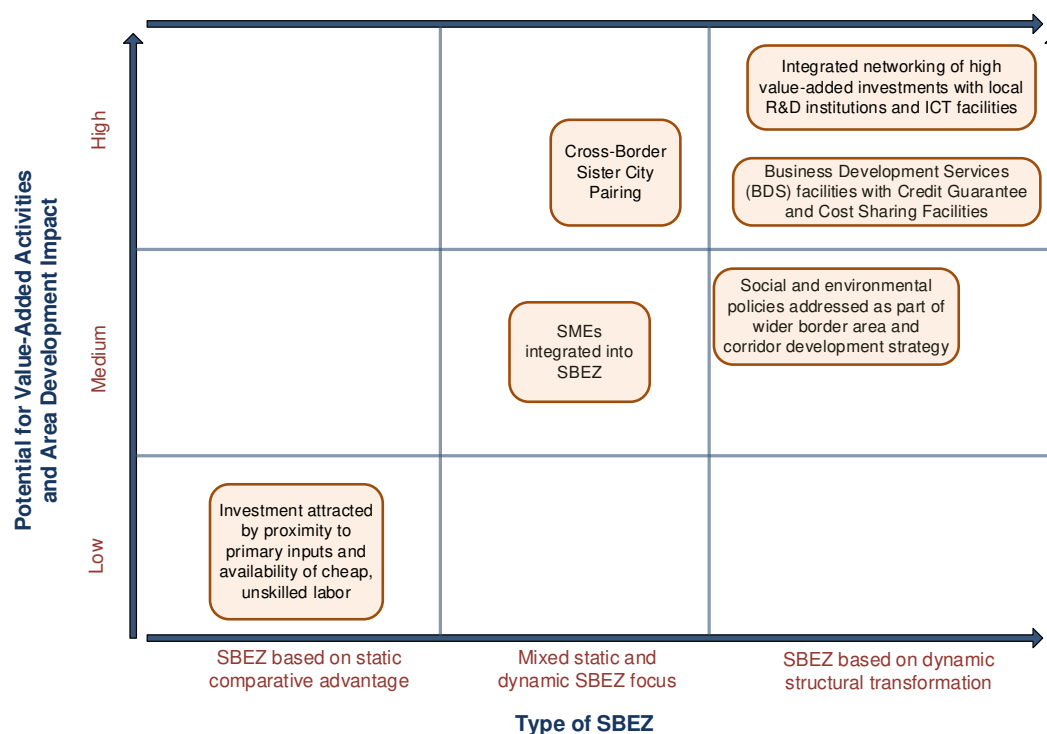 Integrated networking of high
value-added investments with local
R&D institutions and ICT facilities
High
Cross-Border
Sister City
Pairing
Business Development Services
(BDS) facilities with Credit Guarantee
and Cost Sharing Facilities
Potential for Value-Added Activities
and Area Development Impact
Medium
SMEs
integrated into
SBEZ
Social and environmental
policies addressed as part of
wider border area and
corridor development strategy
Low
Investment attracted
by proximity to
primary inputs and
availability of cheap,
unskilled labor
SBEZ based on static
comparative advantage
Mixed static and
dynamic SBEZ focus
SBEZ based on dynamic
structural transformation
Type of SBEZ